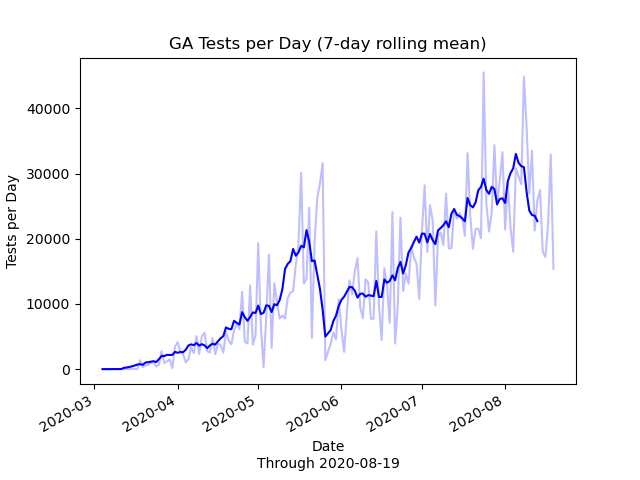 GA Tests per Day (7-day rolling mean)
Tests per Day
40000
30000
20000
10000
0
2020-03
2020-04
2020-05
2020-06
2020-07
2020-08
Date
Through 2020-08-19